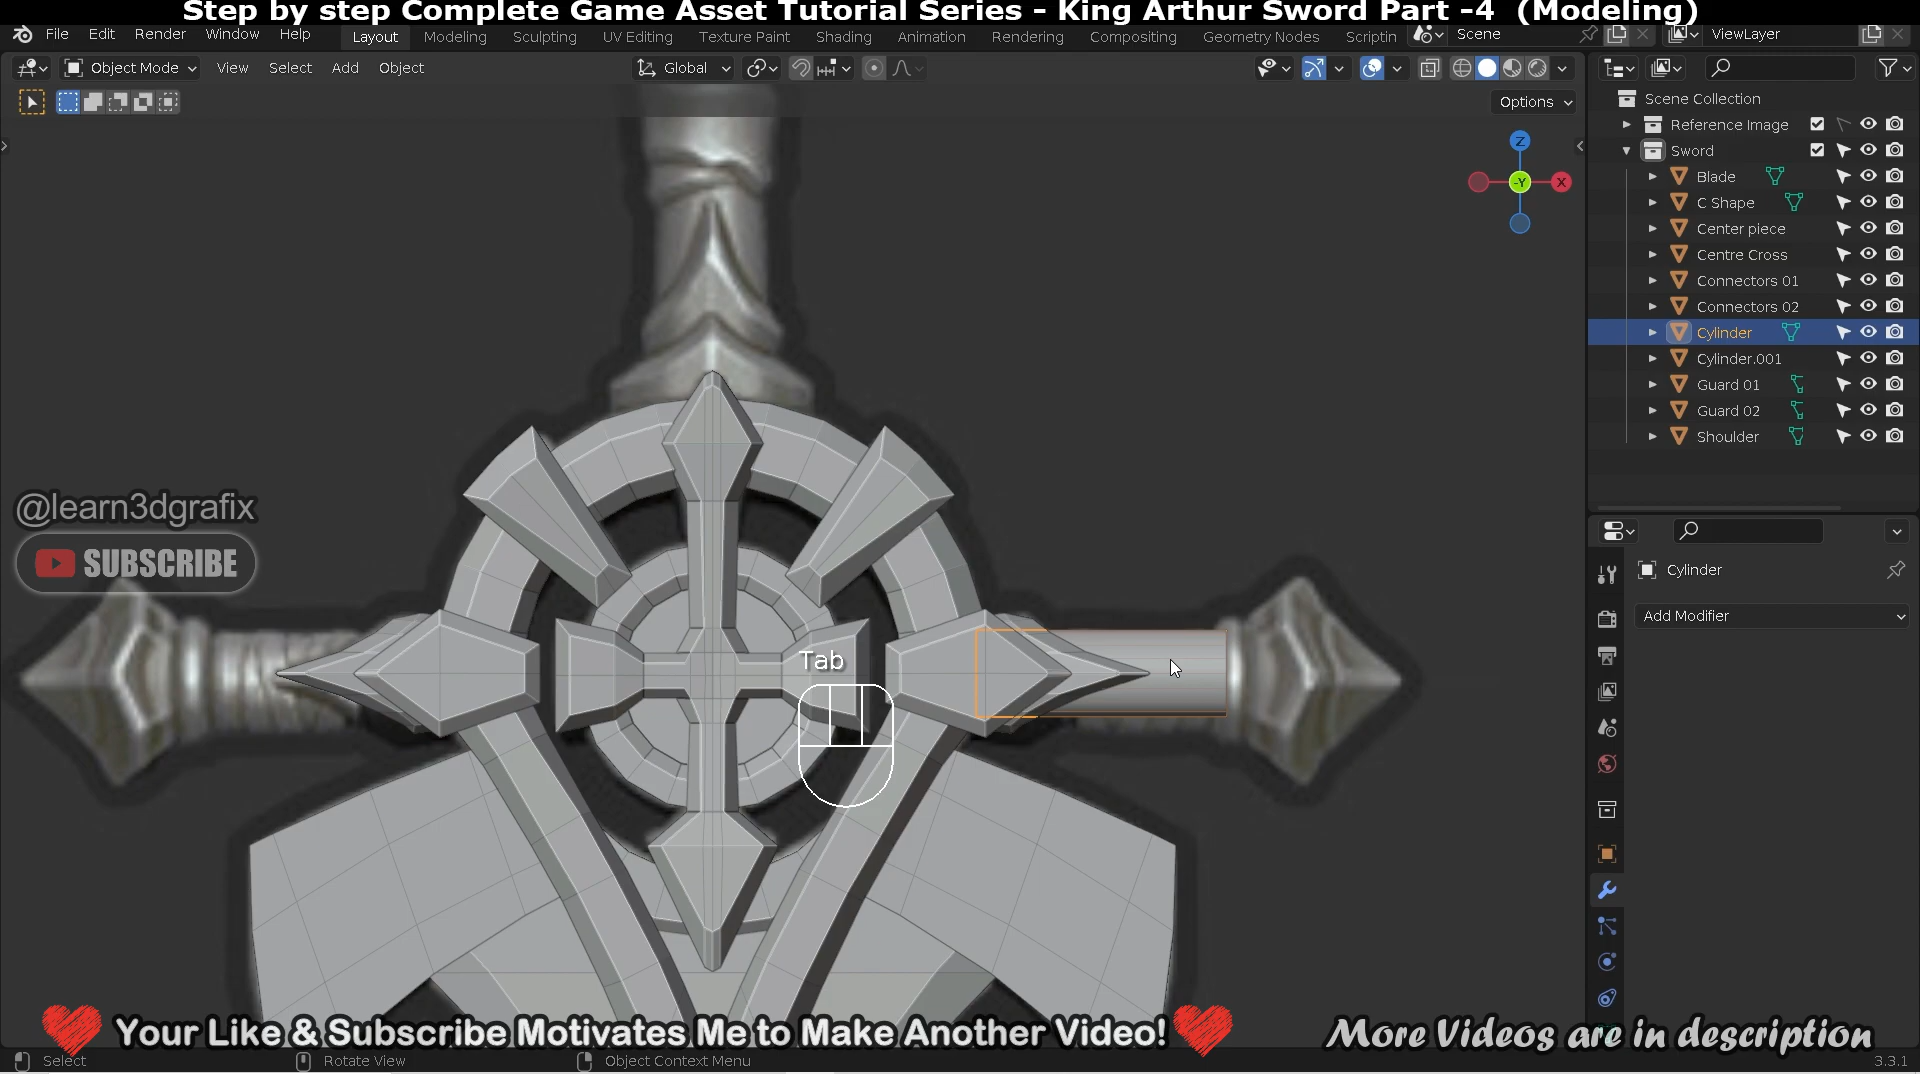 Step by step Complete Game Asset Tutorial Series - King Arthur Sword Part -4 (Modeling)
File Edit Render Window Help Layout Modeling Sculpting UV Editing Texture Paint Shading Animation Rendering Compositing Geometry Nodes Scriptin Scene ViewLayer
Object Mode View Select Add Object Global
Options
Scene Collection
Reference Image
Sword
Blade
C Shape
Center piece
Centre Cross
Connectors 01
Connectors 02
Cylinder
Cylinder.001
Guard 01
Guard 02
Shoulder
Z
-Y
X
@learn3dgrafix
SUBSCRIBE
Tab
Cylinder
Add Modifier
Your Like & Subscribe Motivates Me to Make Another Video!
More Videos are in description
Select Rotate View Object Context Menu 3.3.1